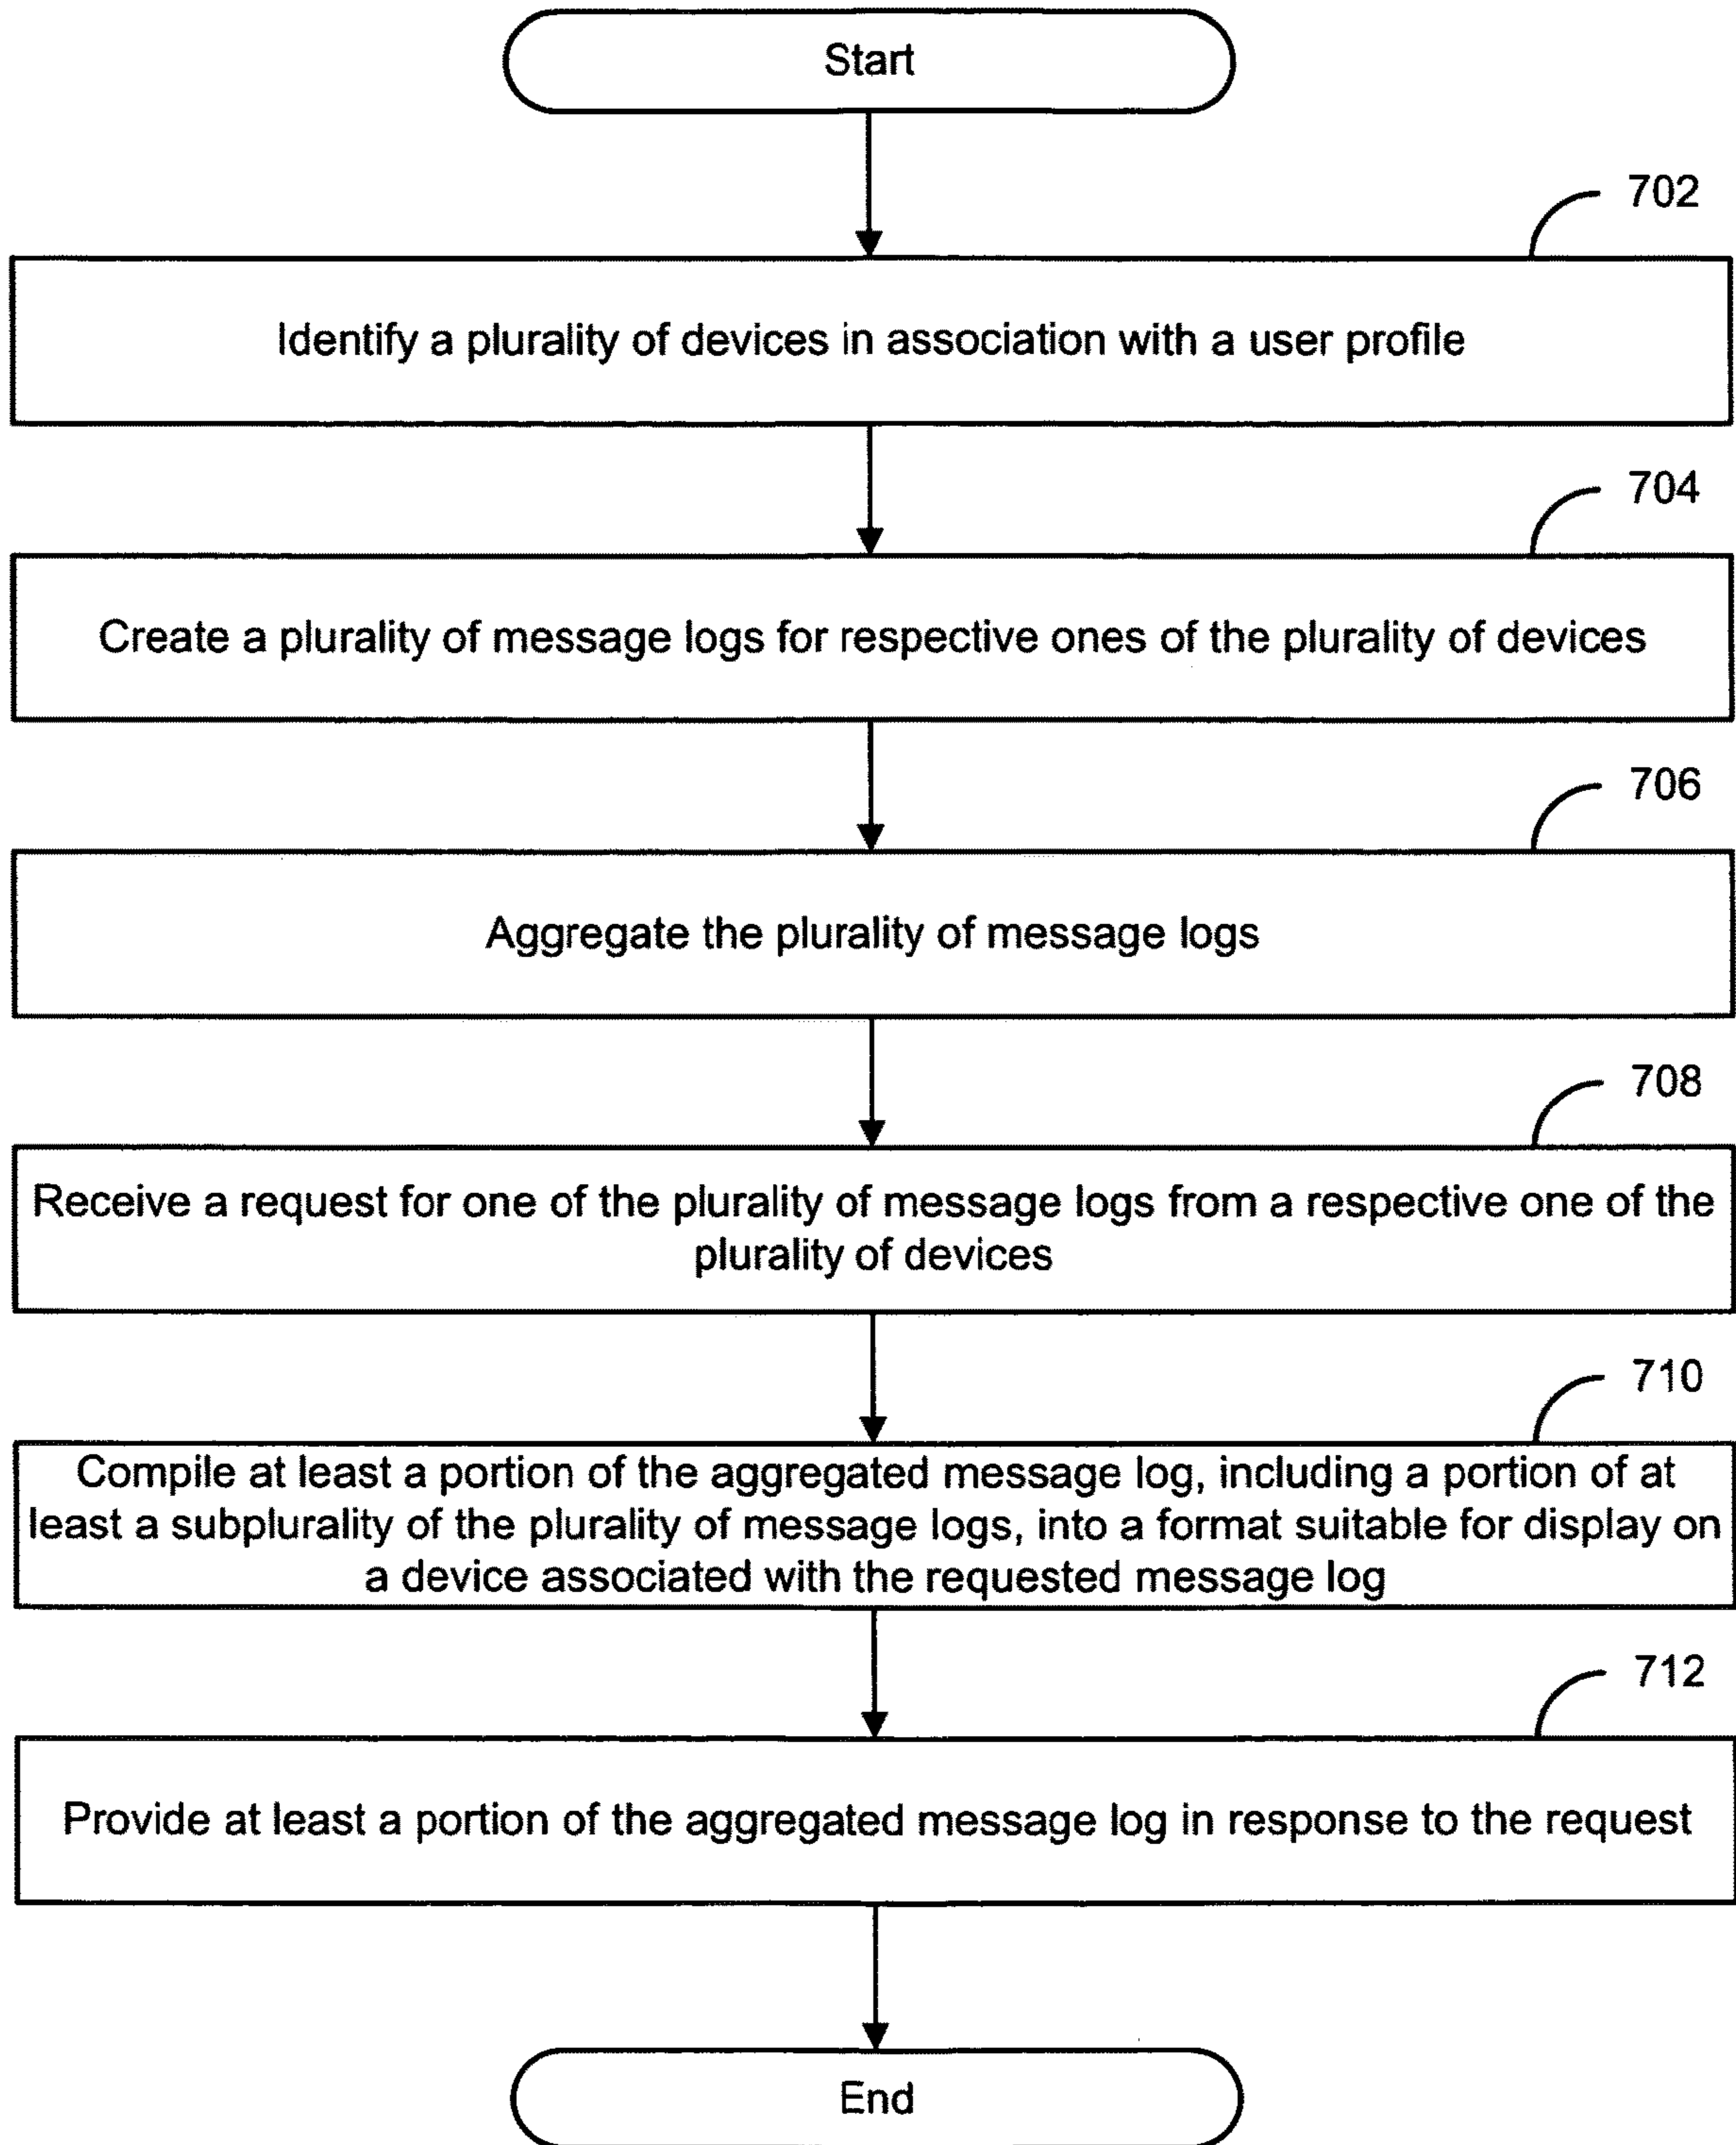 Start
702
Identify a plurality of devices in association with a user profile
704
Create a plurality of message logs for respective ones of the plurality of devices
706
Aggregate the plurality of message logs
708
Receive a request for one of the plurality of message logs from a respective one of the
plurality of devices
710
Compile at least a portion of the aggregated message log, including a portion of at
least a subplurality of the plurality of message logs, into a format suitable for display on
a device associated with the requested message log
712
Provide at least a portion of the aggregated message log in response to the request
End